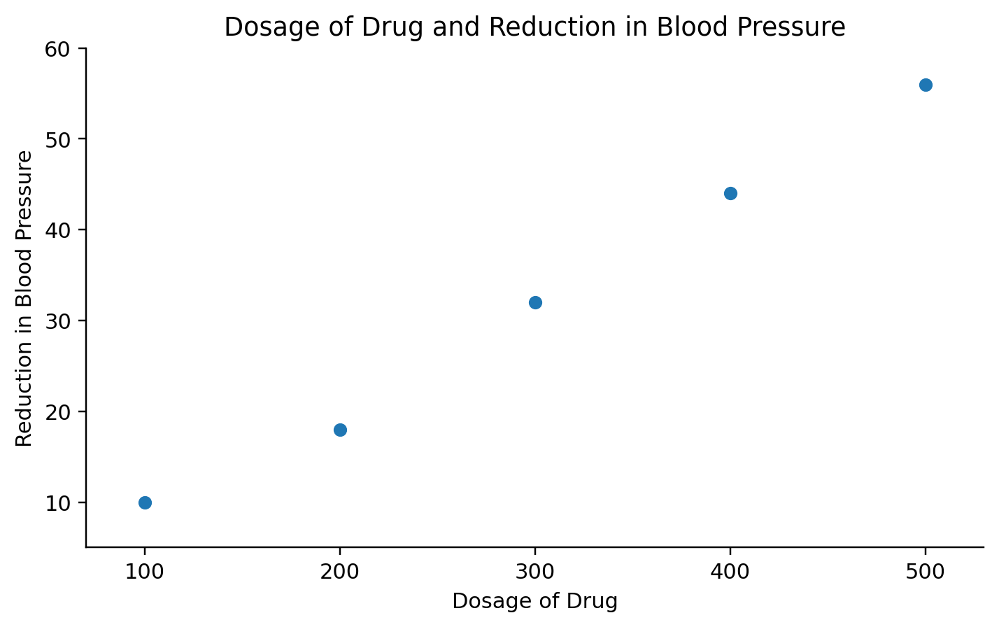 Dosage of Drug and Reduction in Blood Pressure
60
50
40
30
20
10
Reduction in Blood Pressure
100 200 300 400 500
Dosage of Drug